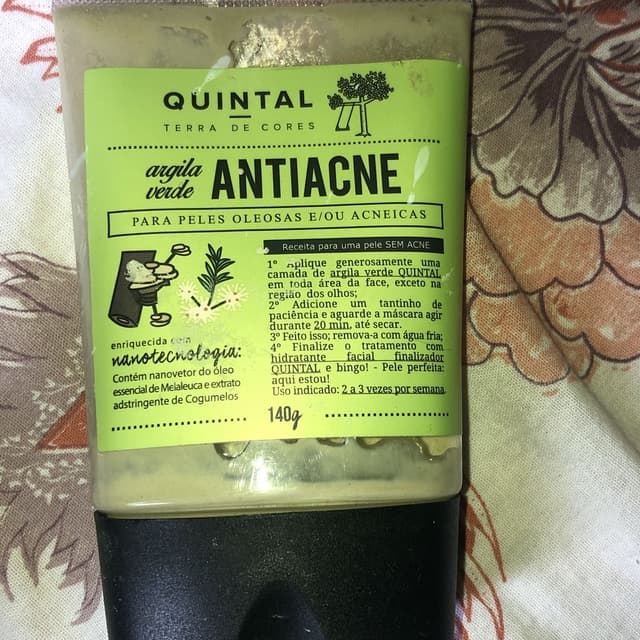 QUINTAL
TERRA DE CORES
argila
verde
ANTIACNE
PARA PELES OLEOSAS E/OU ACNEICAS
Receita para uma pele SEM ACNE
1º Aplique generosamente uma
camada de argila verde QUINTAL
em toda área da face, exceto na
região dos olhos;
2º Adicione um tantinho de
paciência e aguarde a máscara agir
durante 20 min, até secar.
3º Feito isso; remova-a com água fria;
4º Finalize o tratamento com
hidratante facial finalizador
QUINTAL e bingo! - Pele perfeita:
aqui estou!
Uso indicado: 2 a 3 vezes por semana.
enriquecida com
nanotecnologia:
Contém nanovetor do óleo
essencial de Melaleuca e extrato
adstringente de Cogumelos
140g